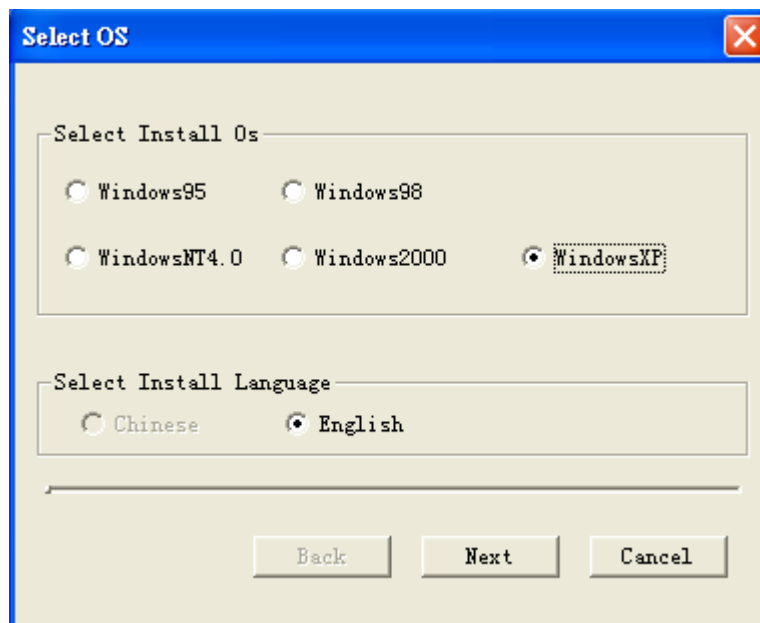 Select OS
Select Install Os
Windows95 Windows98
WindowsNT4.0 Windows2000 WindowsXP
Select Install Language
Chinese English
Back Next Cancel